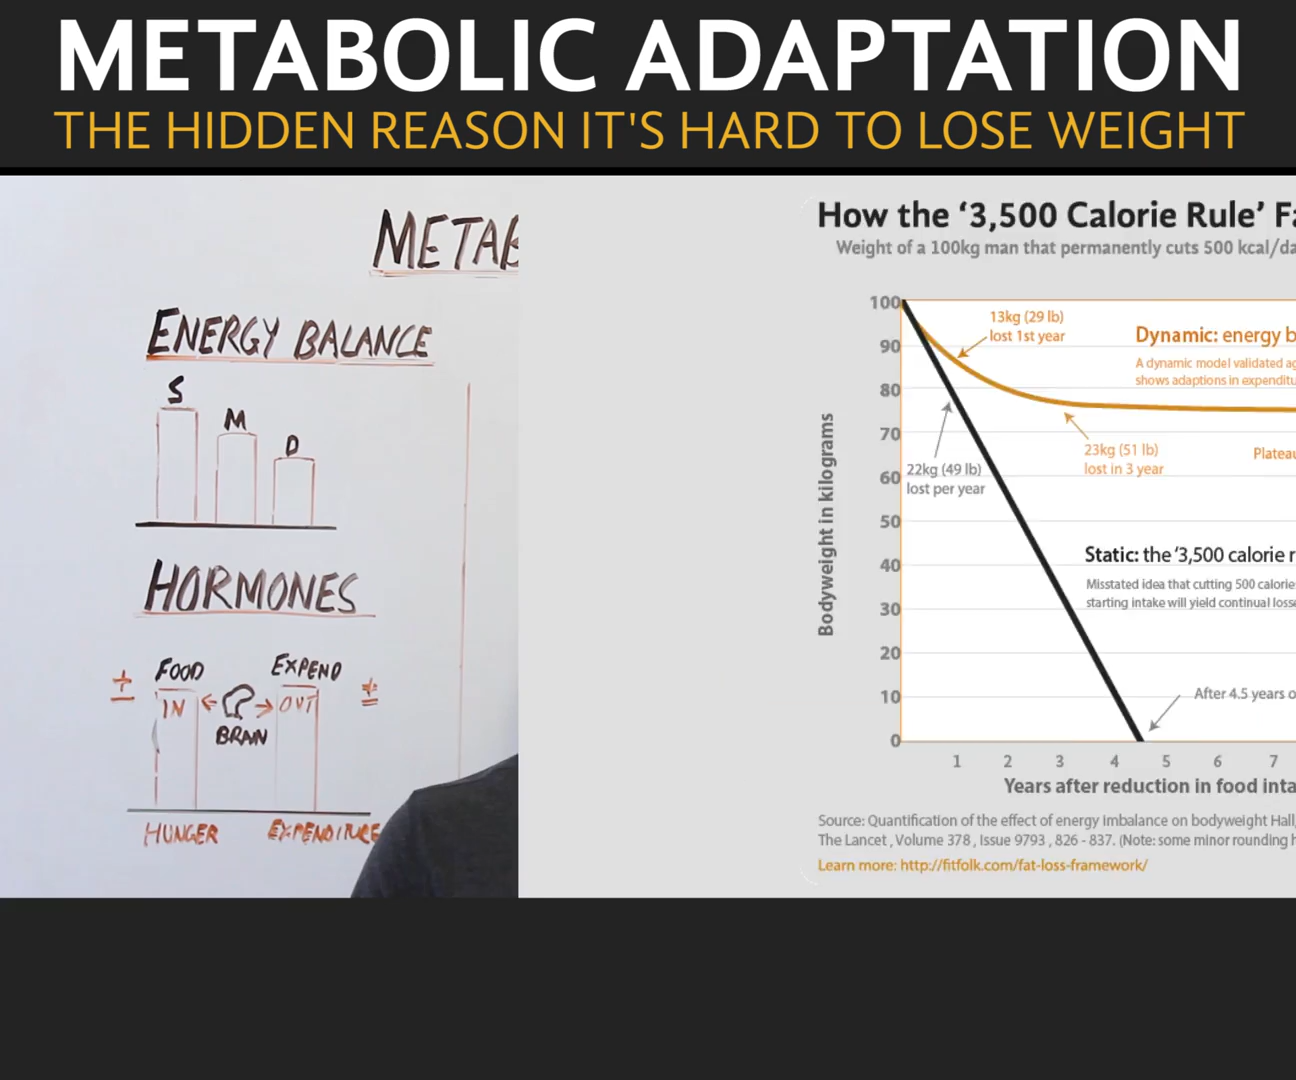 METABOLIC ADAPTATION
THE HIDDEN REASON IT'S HARD TO LOSE WEIGHT
METAB
ENERGY BALANCE
S
M
D
HORMONES
FOOD
EXPEND
±
IN
OUT
±
BRAIN
HUNGER
EXPENDITURE
How the ‘3,500 Calorie Rule’ Fa
Weight of a 100kg man that permanently cuts 500 kcal/da
100
90
80
70
60
50
40
30
20
10
0
Bodyweight in kilograms
13kg (29 lb)
lost 1st year
Dynamic: energy b
A dynamic model validated ag
shows adaptions in expenditu
23kg (51 lb)
lost in 3 year
Plateau
22kg (49 lb)
lost per year
Static: the ‘3,500 calorie r
Misstated idea that cutting 500 calorie
starting intake will yield continual losse
After 4.5 years o
1 2 3 4 5 6 7
Years after reduction in food inta
Source: Quantification of the effect of energy imbalance on bodyweight Hall,
The Lancet , Volume 378 , Issue 9793 , 826 - 837. (Note: some minor rounding h
Learn more: http://fitfolk.com/fat-loss-framework/